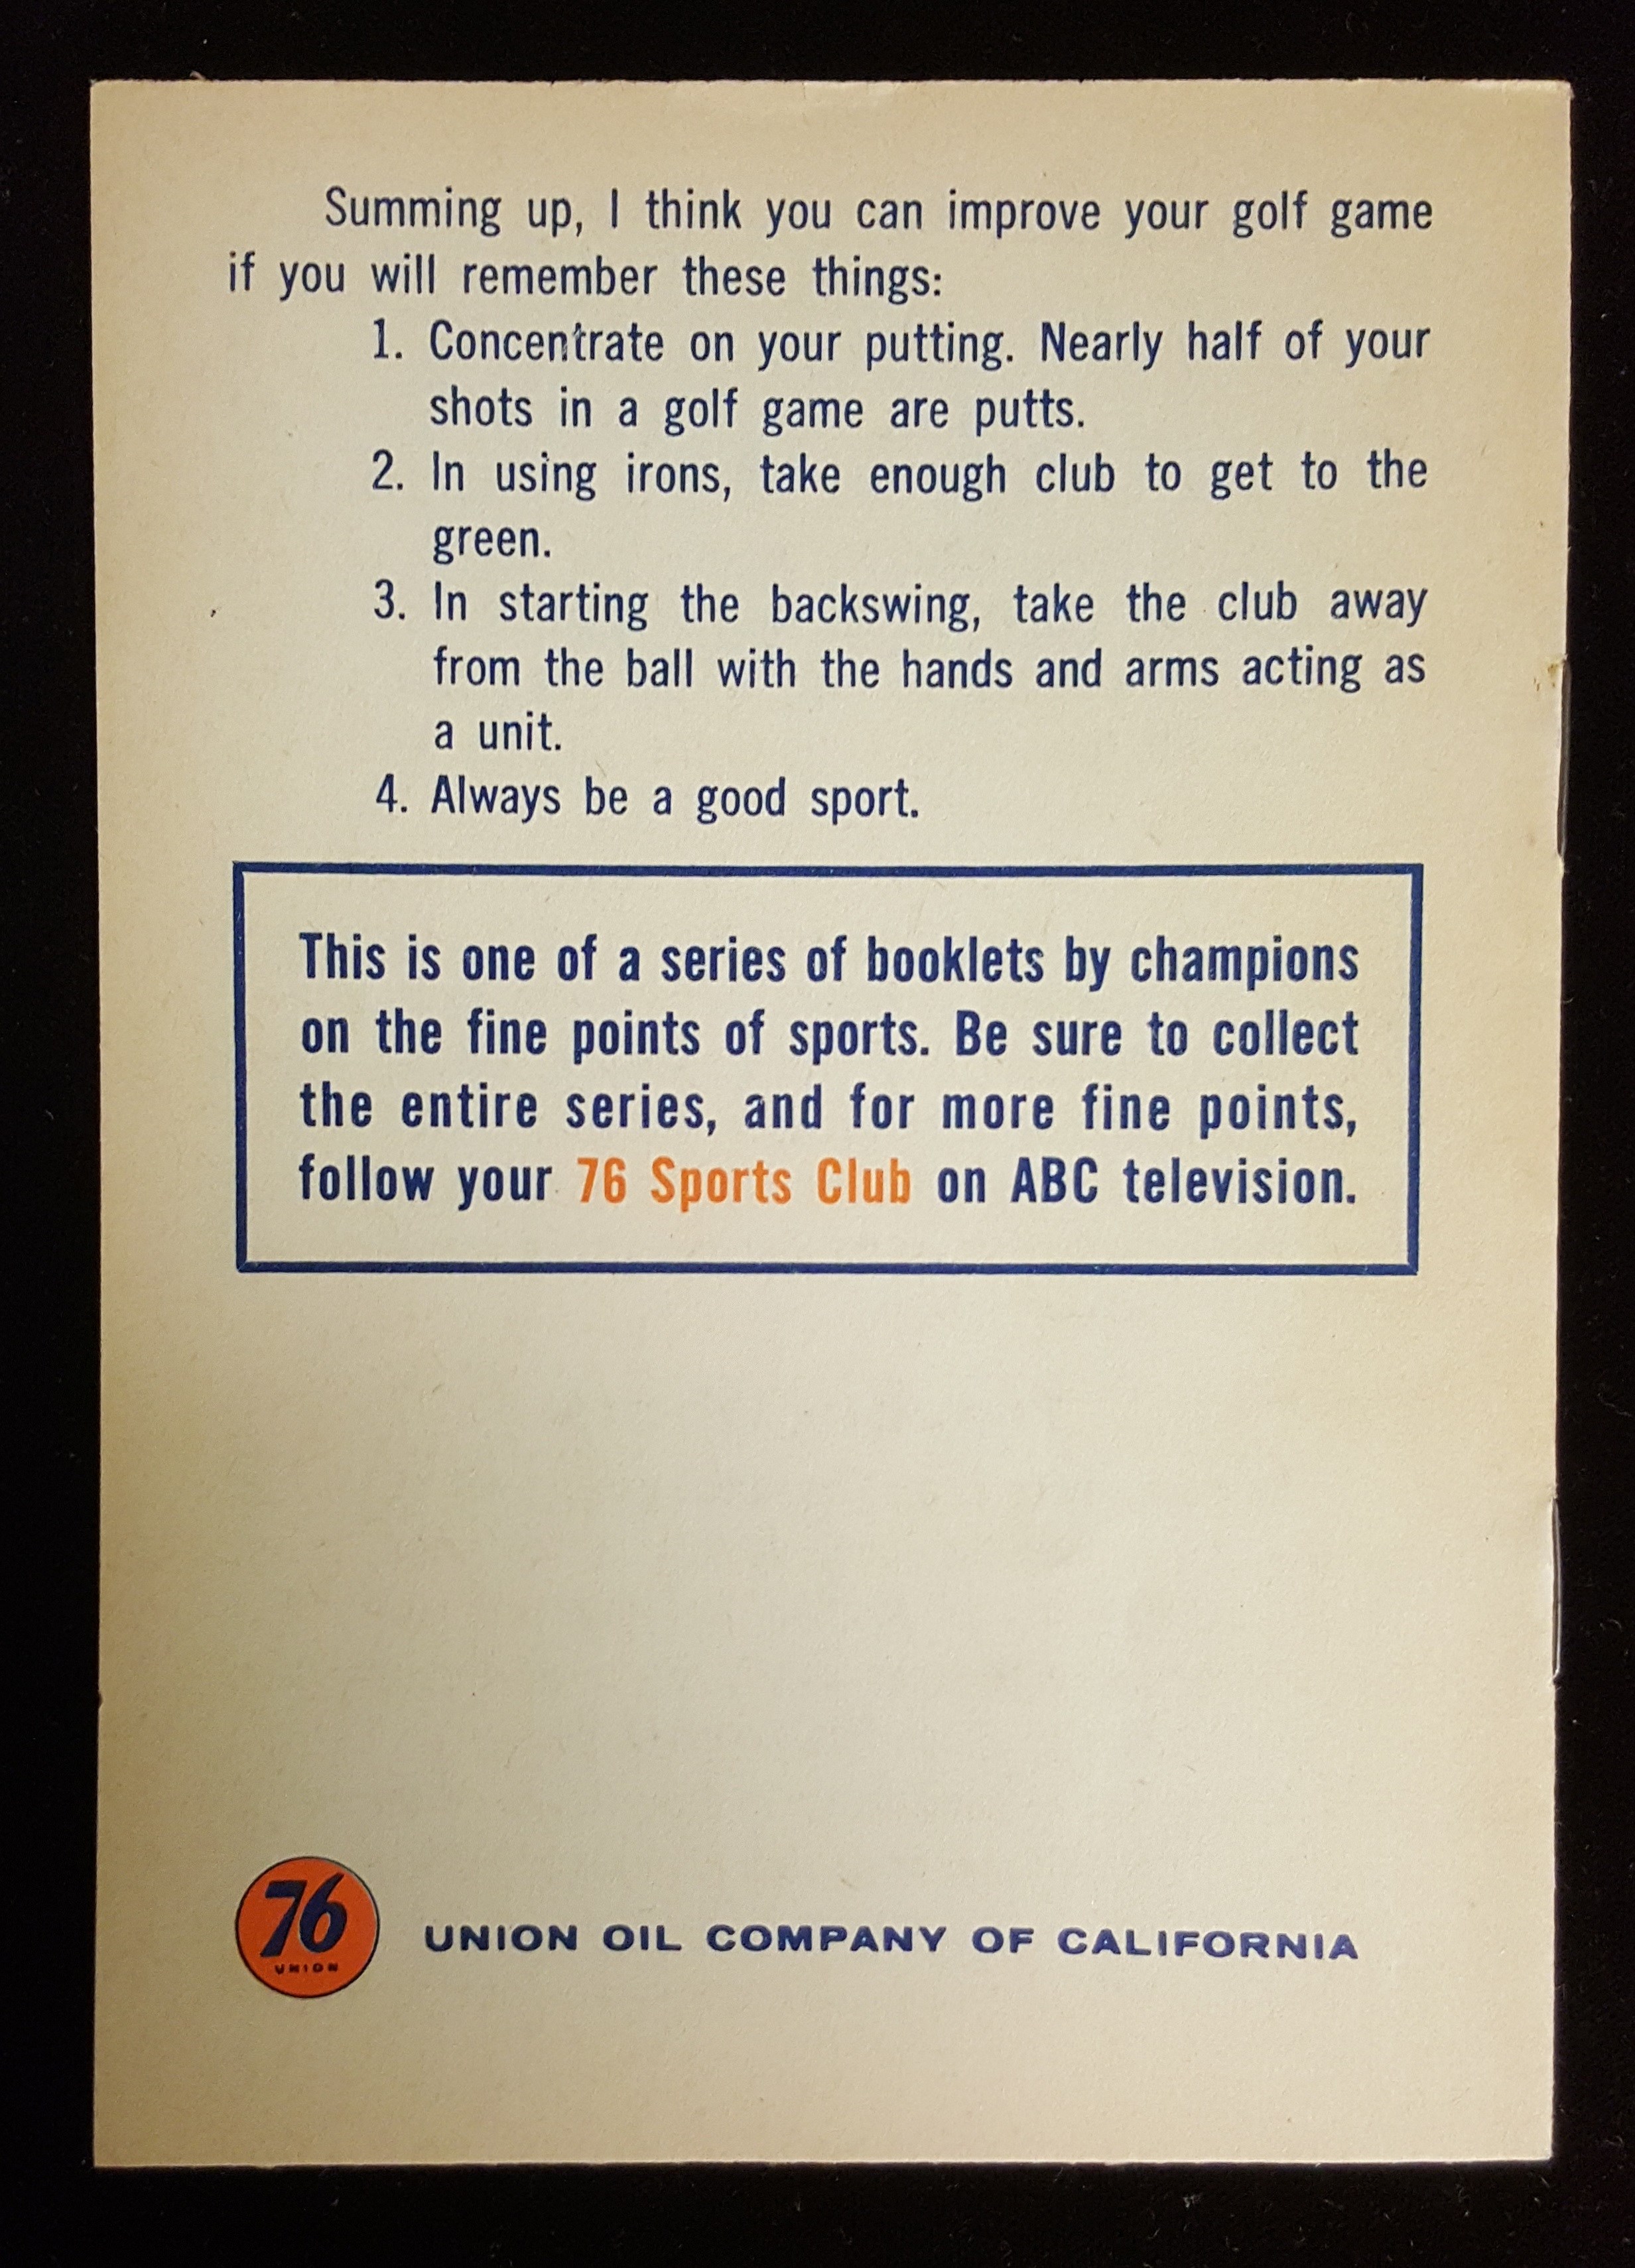 Summing up, I think you can improve your golf game
if you will remember these things:
1. Concentrate on your putting. Nearly half of your
shots in a golf game are putts.
2. In using irons, take enough club to get to the
green.
3. In starting the backswing, take the club away
from the ball with the hands and arms acting as
a unit.
4. Always be a good sport.
This is one of a series of booklets by champions
on the fine points of sports. Be sure to collect
the entire series, and for more fine points,
follow your 76 Sports Club on ABC television.
76
UNION
UNION OIL COMPANY OF CALIFORNIA